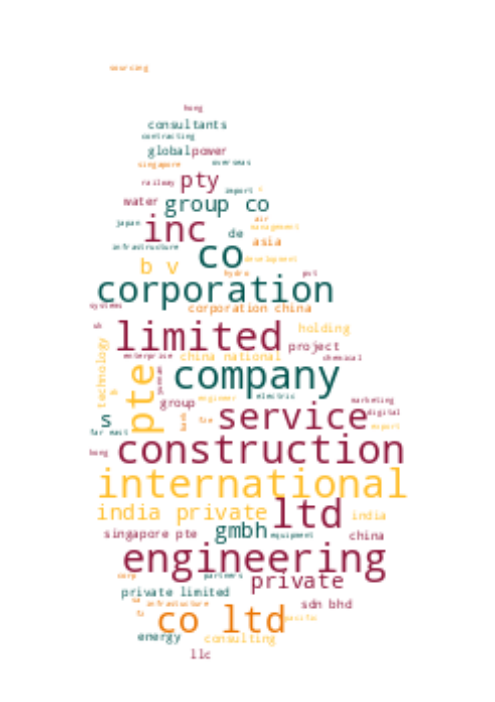 sourcing
hong
consultants
contracting
global power
singapore overseas
railway pty import
water group co
air
japan inc management
de
infrastructure co asia
b v development
hydro pvt
corporation
systems corporation china
limited holding
project
enterprise china national chemical
technology pte company
electric
group engineer marketing
s service digital
far east export
construction
hong
international
india private ltd india
gmbh
singapore pte equipment china
engineering
corp partners private
private limited
infrastructure sdn bhd
co ltd pacific
energy consulting
llc